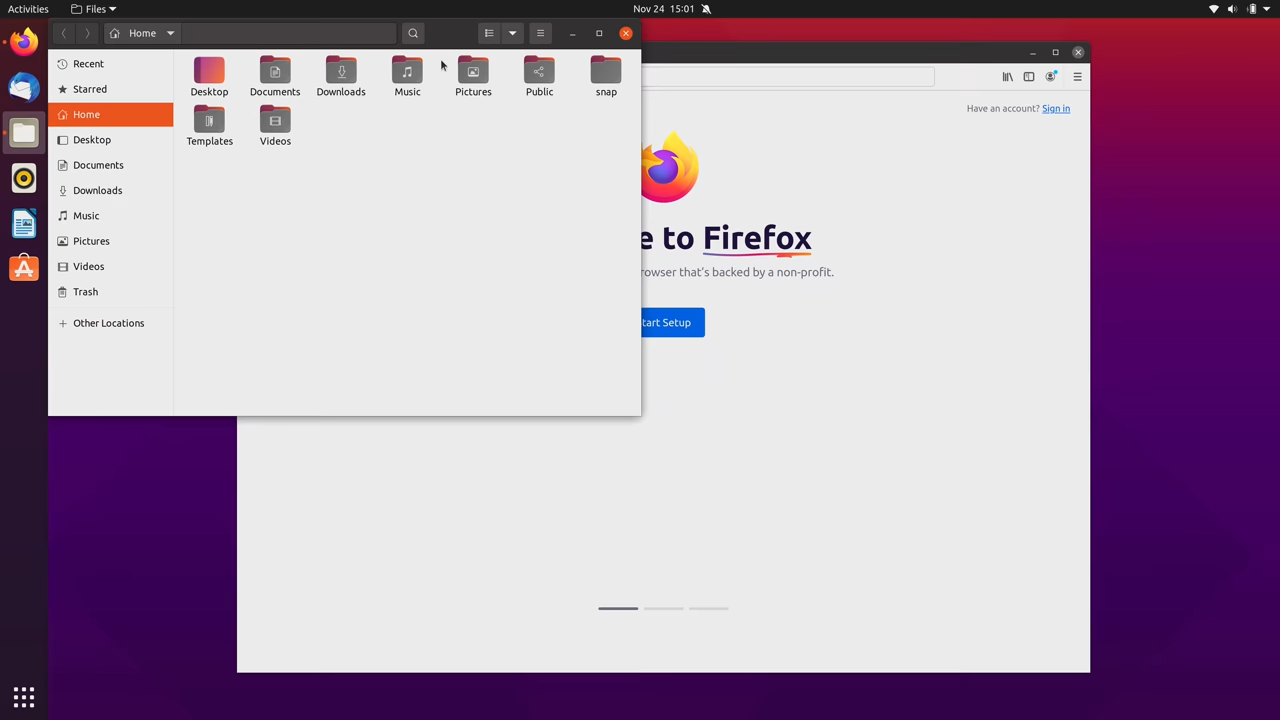 Activities
Files
Nov 24 15:01
Home
Recent
Starred
Home
Desktop
Documents
Downloads
Music
Pictures
Videos
Trash
Other Locations
Desktop
Documents
Downloads
Music
Pictures
Public
snap
Templates
Videos
Have an account? Sign in
e to Firefox
rowser that's backed by a non-profit.
tart Setup